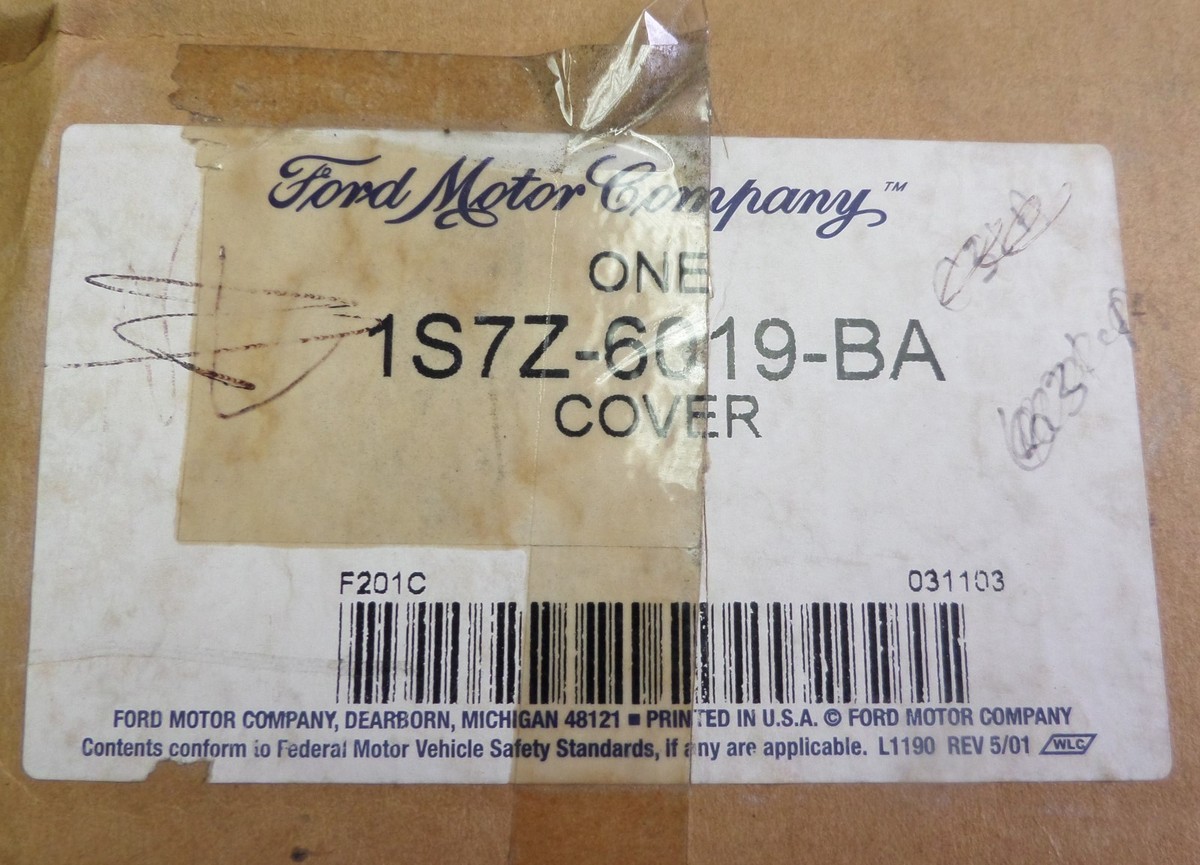 Ford Motor Company™
ONE
1S7Z-6019-BA
COVER
F201C 031103
FORD MOTOR COMPANY, DEARBORN, MICHIGAN 48121 ■ PRINTED IN U.S.A. © FORD MOTOR COMPANY
Contents conform to Federal Motor Vehicle Safety Standards, if any are applicable. L1190 REV 5/01 WLC